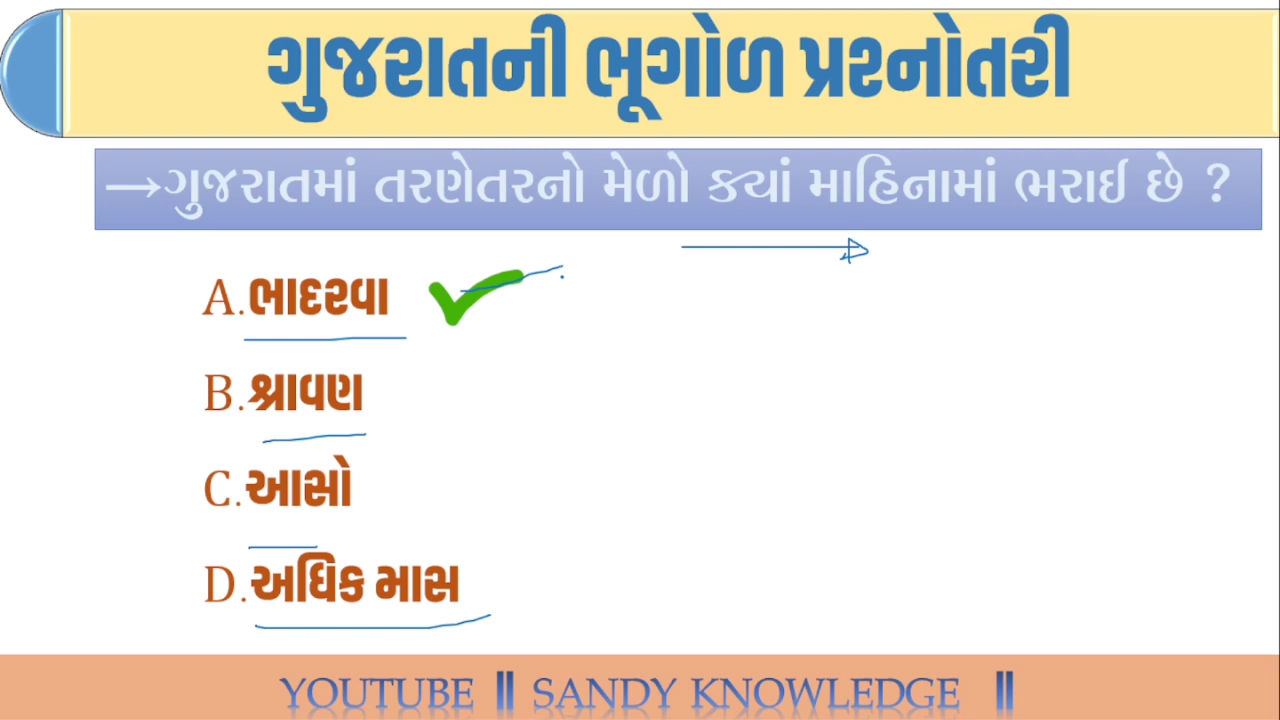 ગુજરાતની ભૂગોળ પ્રશ્નોતરી
→ગુજરાતમાં તરણેતરનો મેળો ક્યાં માહિનામાં ભરાઈ છે ?
A.ભાદરવા
B.શ્રાવણ
C.આસો
D.અધિક માસ
YOUTUBE || SANDY KNOWLEDGE ||